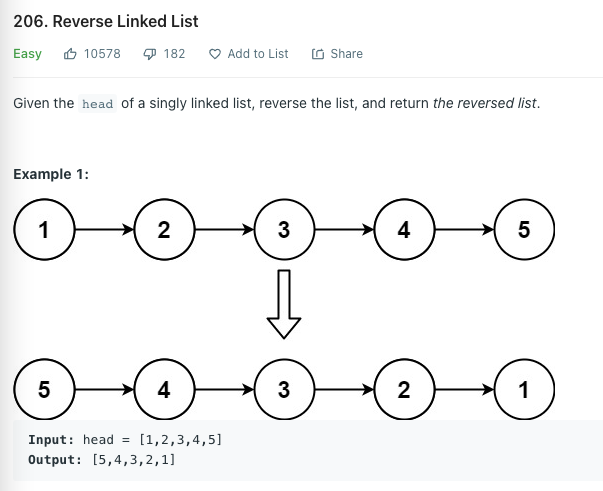 206. Reverse Linked List
Easy 10578 182 Add to List Share
Given the head of a singly linked list, reverse the list, and return the reversed list.
Example 1:
1 2 3 4 5
5 4 3 2 1
Input: head = [1,2,3,4,5]
Output: [5,4,3,2,1]